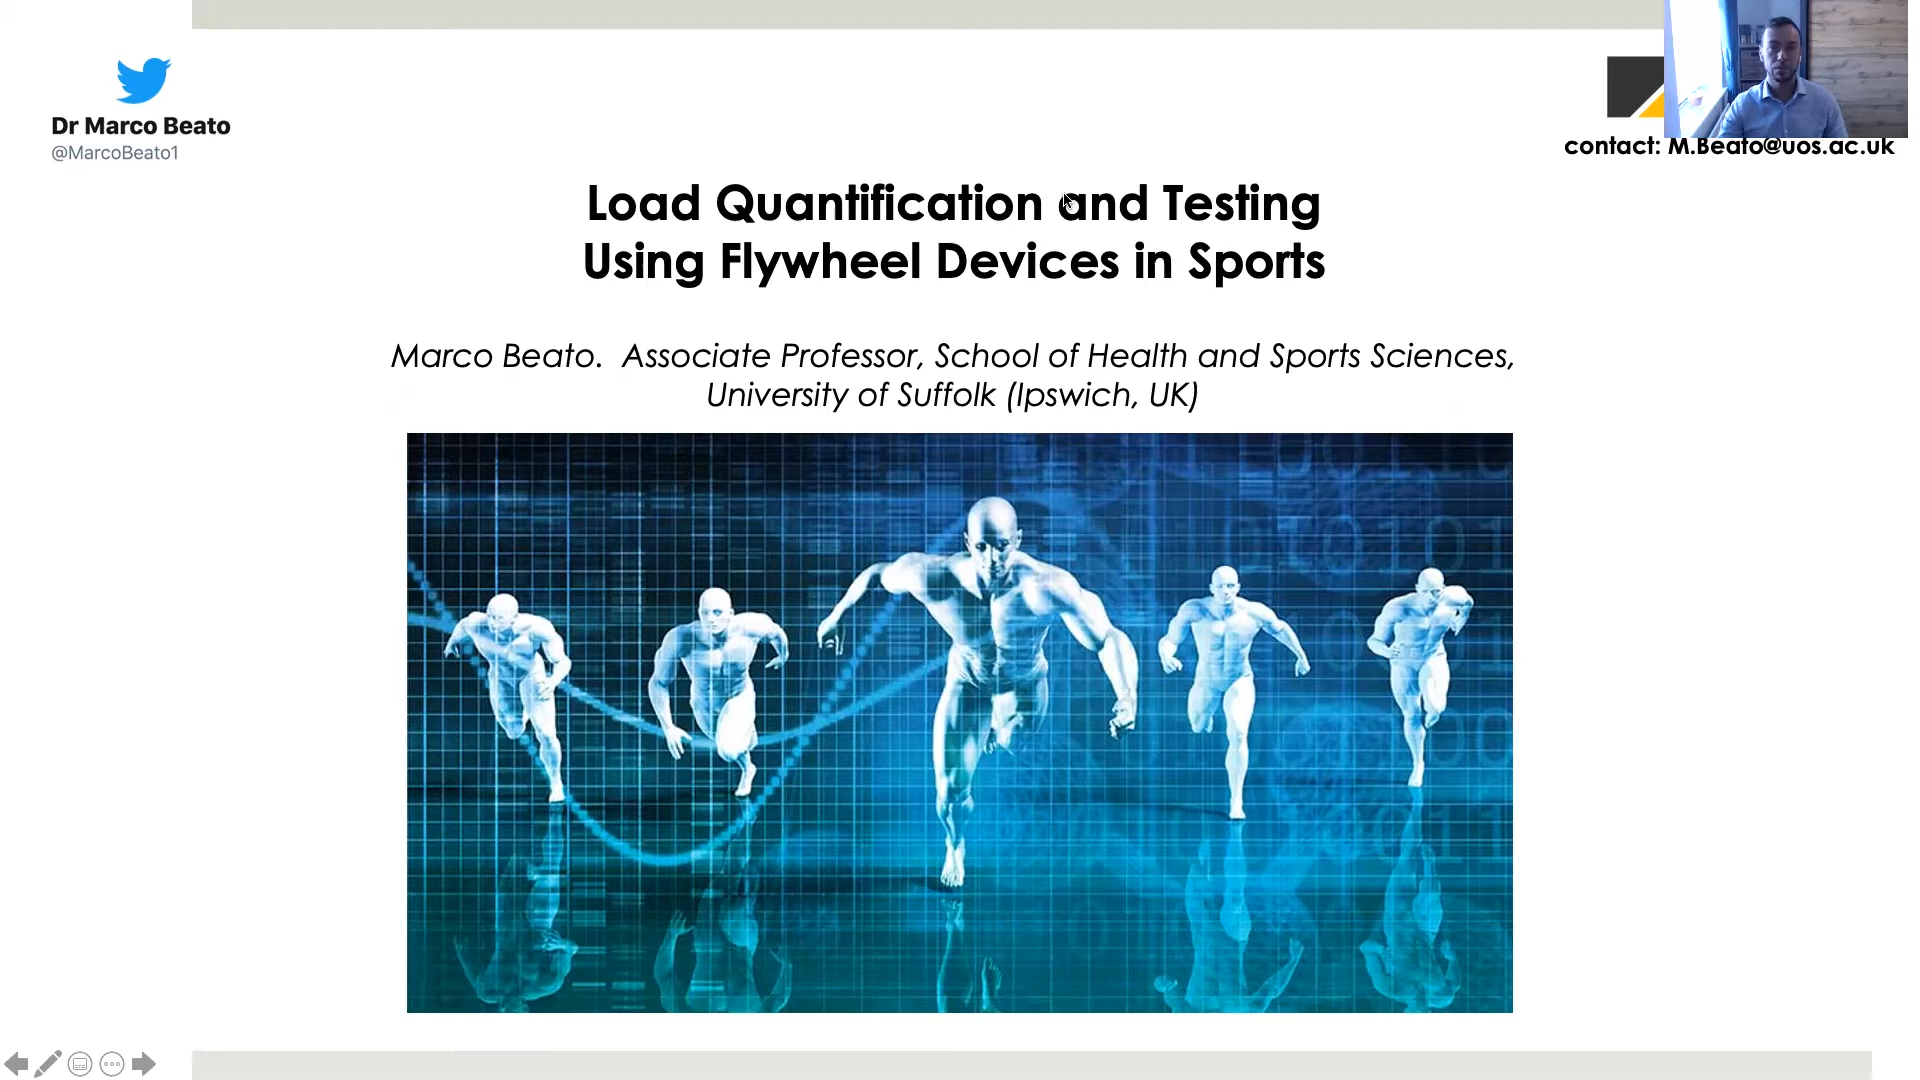 Dr Marco Beato
@MarcoBeato1
contact: M.Beato@uos.ac.uk
Load Quantification and Testing
Using Flywheel Devices in Sports
Marco Beato. Associate Professor, School of Health and Sports Sciences,
University of Suffolk (Ipswich, UK)